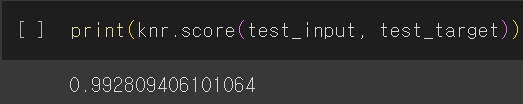 [ ] print(knr.score(test_input, test_target))
0.992809406101064